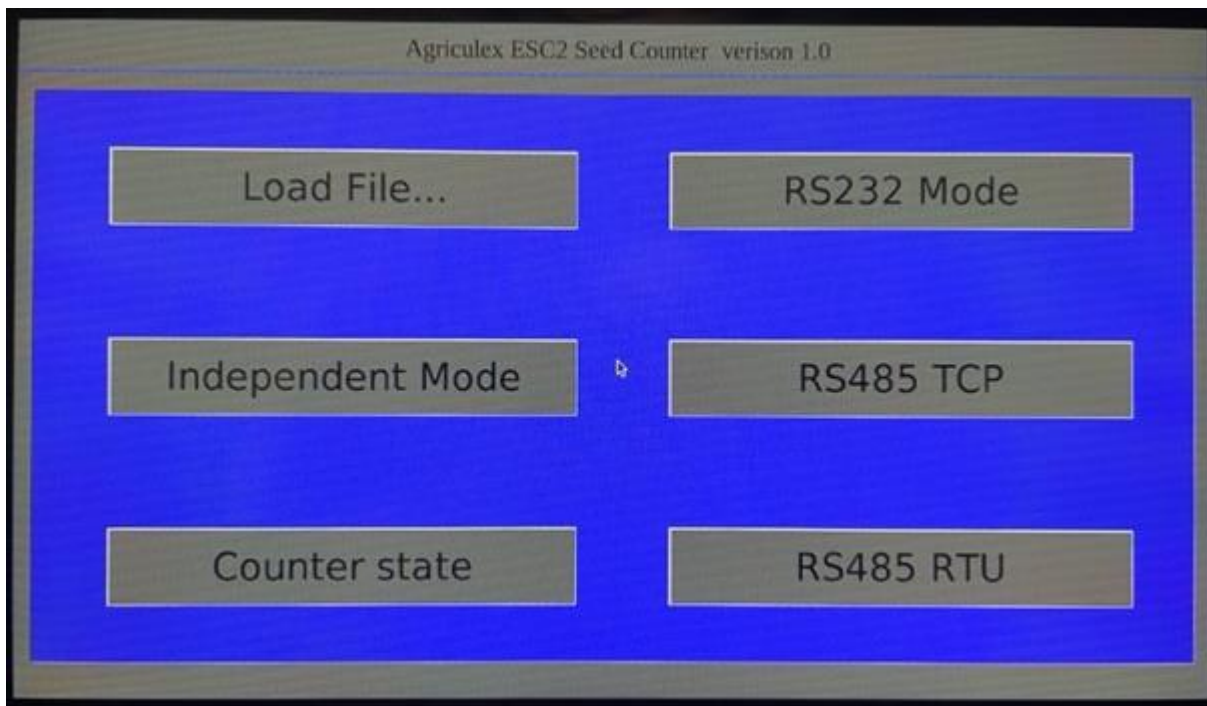 Agriculex ESC2 Seed Counter verison 1.0
Load File...
RS232 Mode
Independent Mode
RS485 TCP
Counter state
RS485 RTU